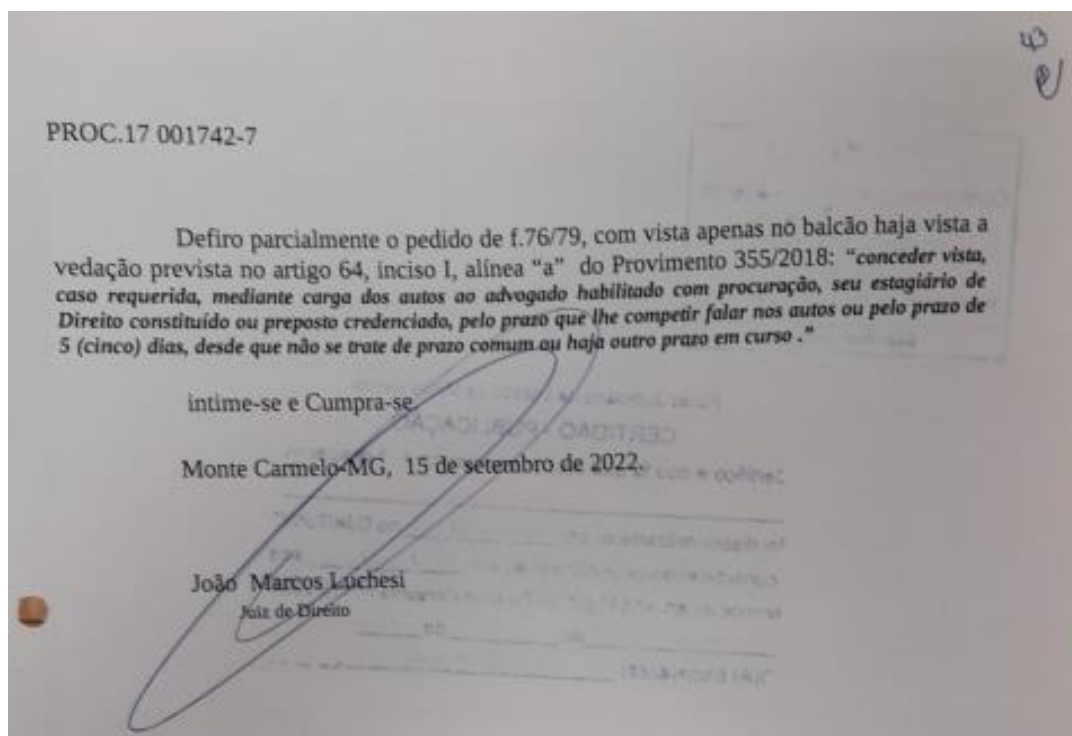 PROC.17 001742-7
Defiro parcialmente o pedido de f.76/79, com vista apenas no balcão haja vista a
vedação prevista no artigo 64, inciso I, alínea "a" do Provimento 355/2018: "conceder vista,
caso requerida, mediante carga dos autos ao advogado habilitado com procuração, seu estagiário de
Direito constituído ou preposto credenciado, pelo prazo que lhe competir falar nos autos ou pelo prazo de
5 (cinco) dias, desde que não se trate de prazo comum ou haja outro prazo em curso ."
intime-se e Cumpra-se.
CERTIDÃO PUBLICAÇÃO
Monte Carmelo-MG, 15 de setembro de 2022.
João Marcos Luchesi
Juiz de Direito